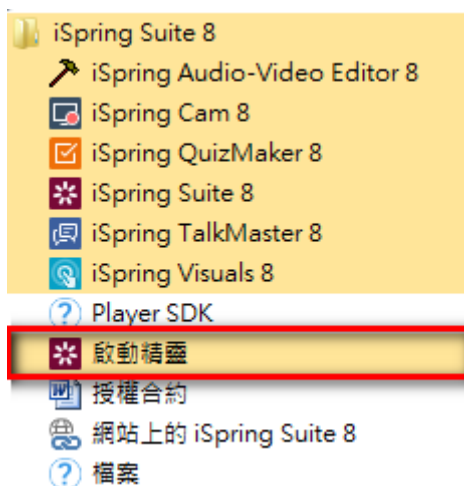 iSpring Suite 8
iSpring Audio-Video Editor 8
iSpring Cam 8
iSpring QuizMaker 8
iSpring Suite 8
iSpring TalkMaster 8
iSpring Visuals 8
Player SDK
啟動精靈
授權合約
網站上的 iSpring Suite 8
檔案